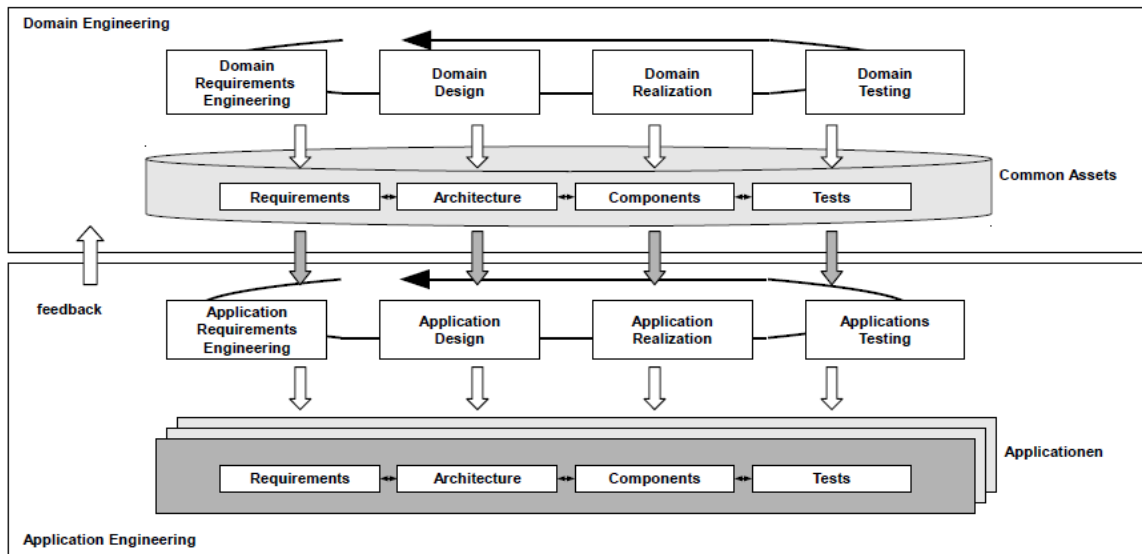 Domain Engineering
Domain
Requirements
Engineering
Domain
Design
Domain
Realization
Domain
Testing
Common Assets
Requirements
Architecture
Components
Tests
feedback
Application
Requirements
Engineering
Application
Design
Application
Realization
Applications
Testing
Applicationen
Requirements
Architecture
Components
Tests
Application Engineering